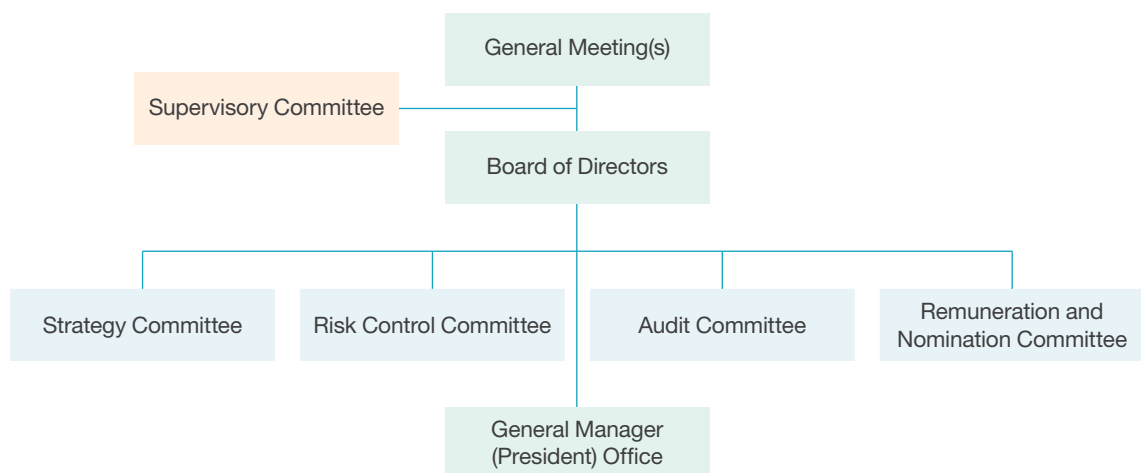 General Meeting(s)
Supervisory Committee
Board of Directors
Strategy Committee
Risk Control Committee
Audit Committee
Remuneration and
Nomination Committee
General Manager
(President) Office